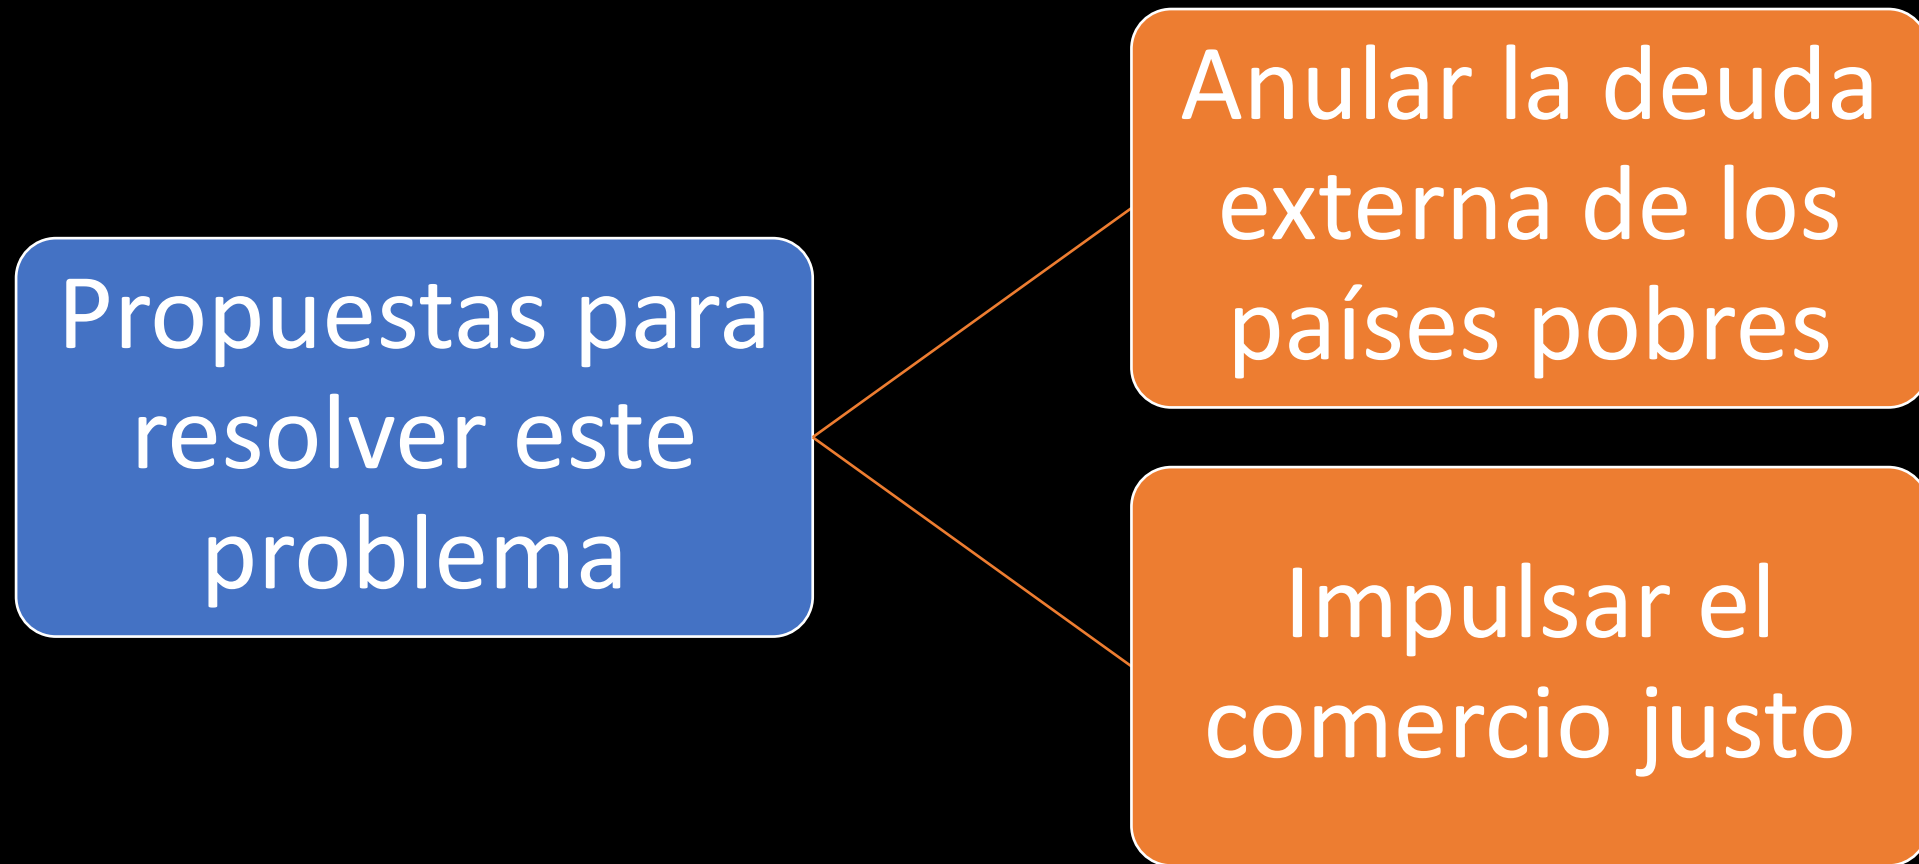 Propuestas para
resolver este
problema
Anular la deuda
externa de los
países pobres
Impulsar el
comercio justo